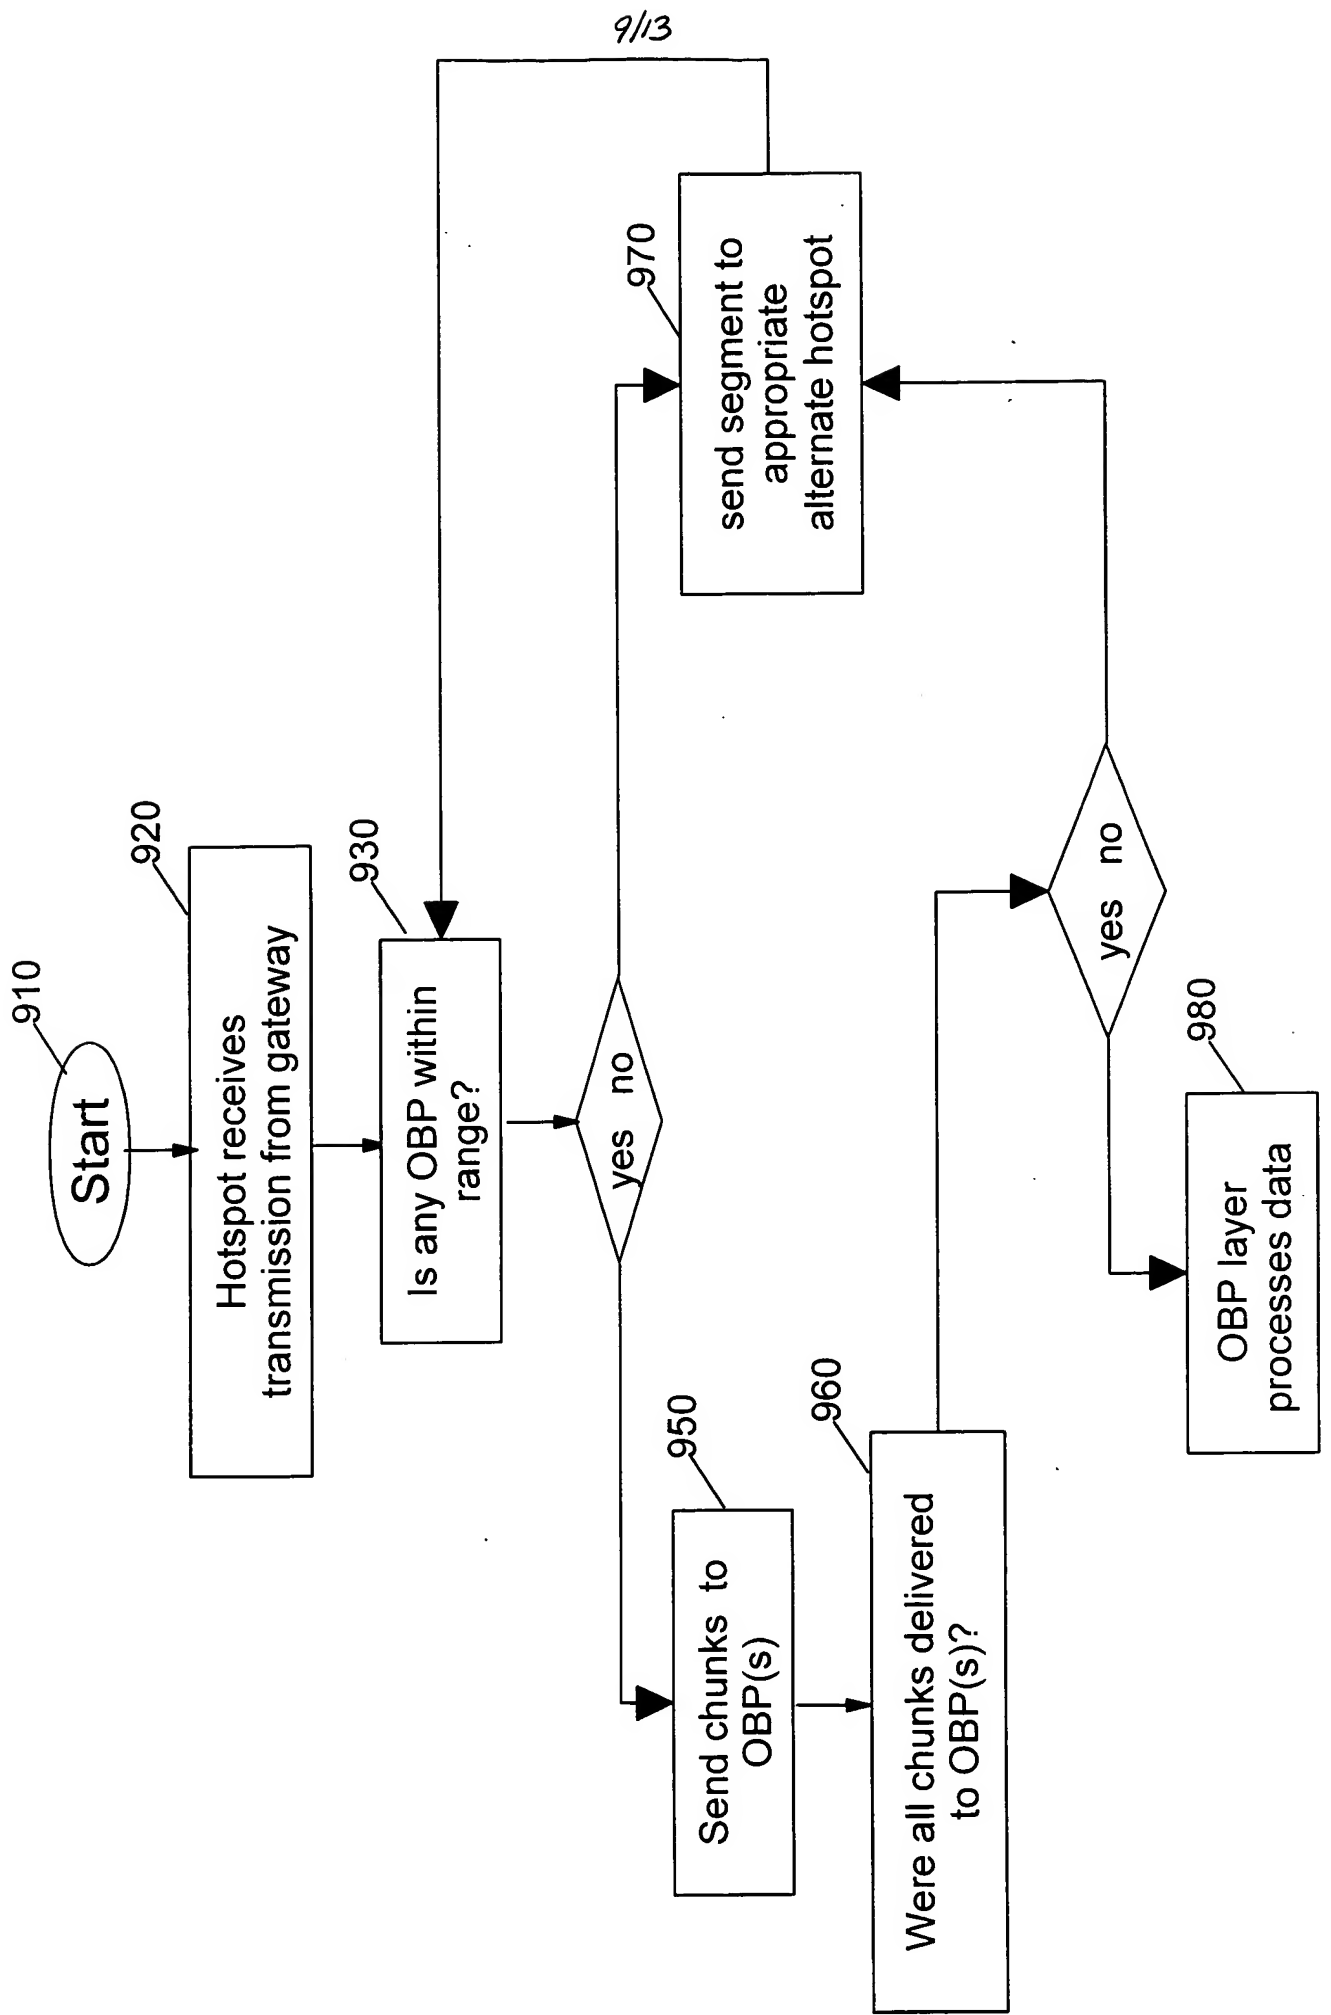 9/13
910
Start
920
Hotspot receives
transmission from gateway
930
Is any OBP within
range?
yes no
950
Send chunks to
OBP(s)
960
Were all chunks delivered
to OBP(s)?
970
send segment to
appropriate
alternate hotspot
yes no
980
OBP layer
processes data